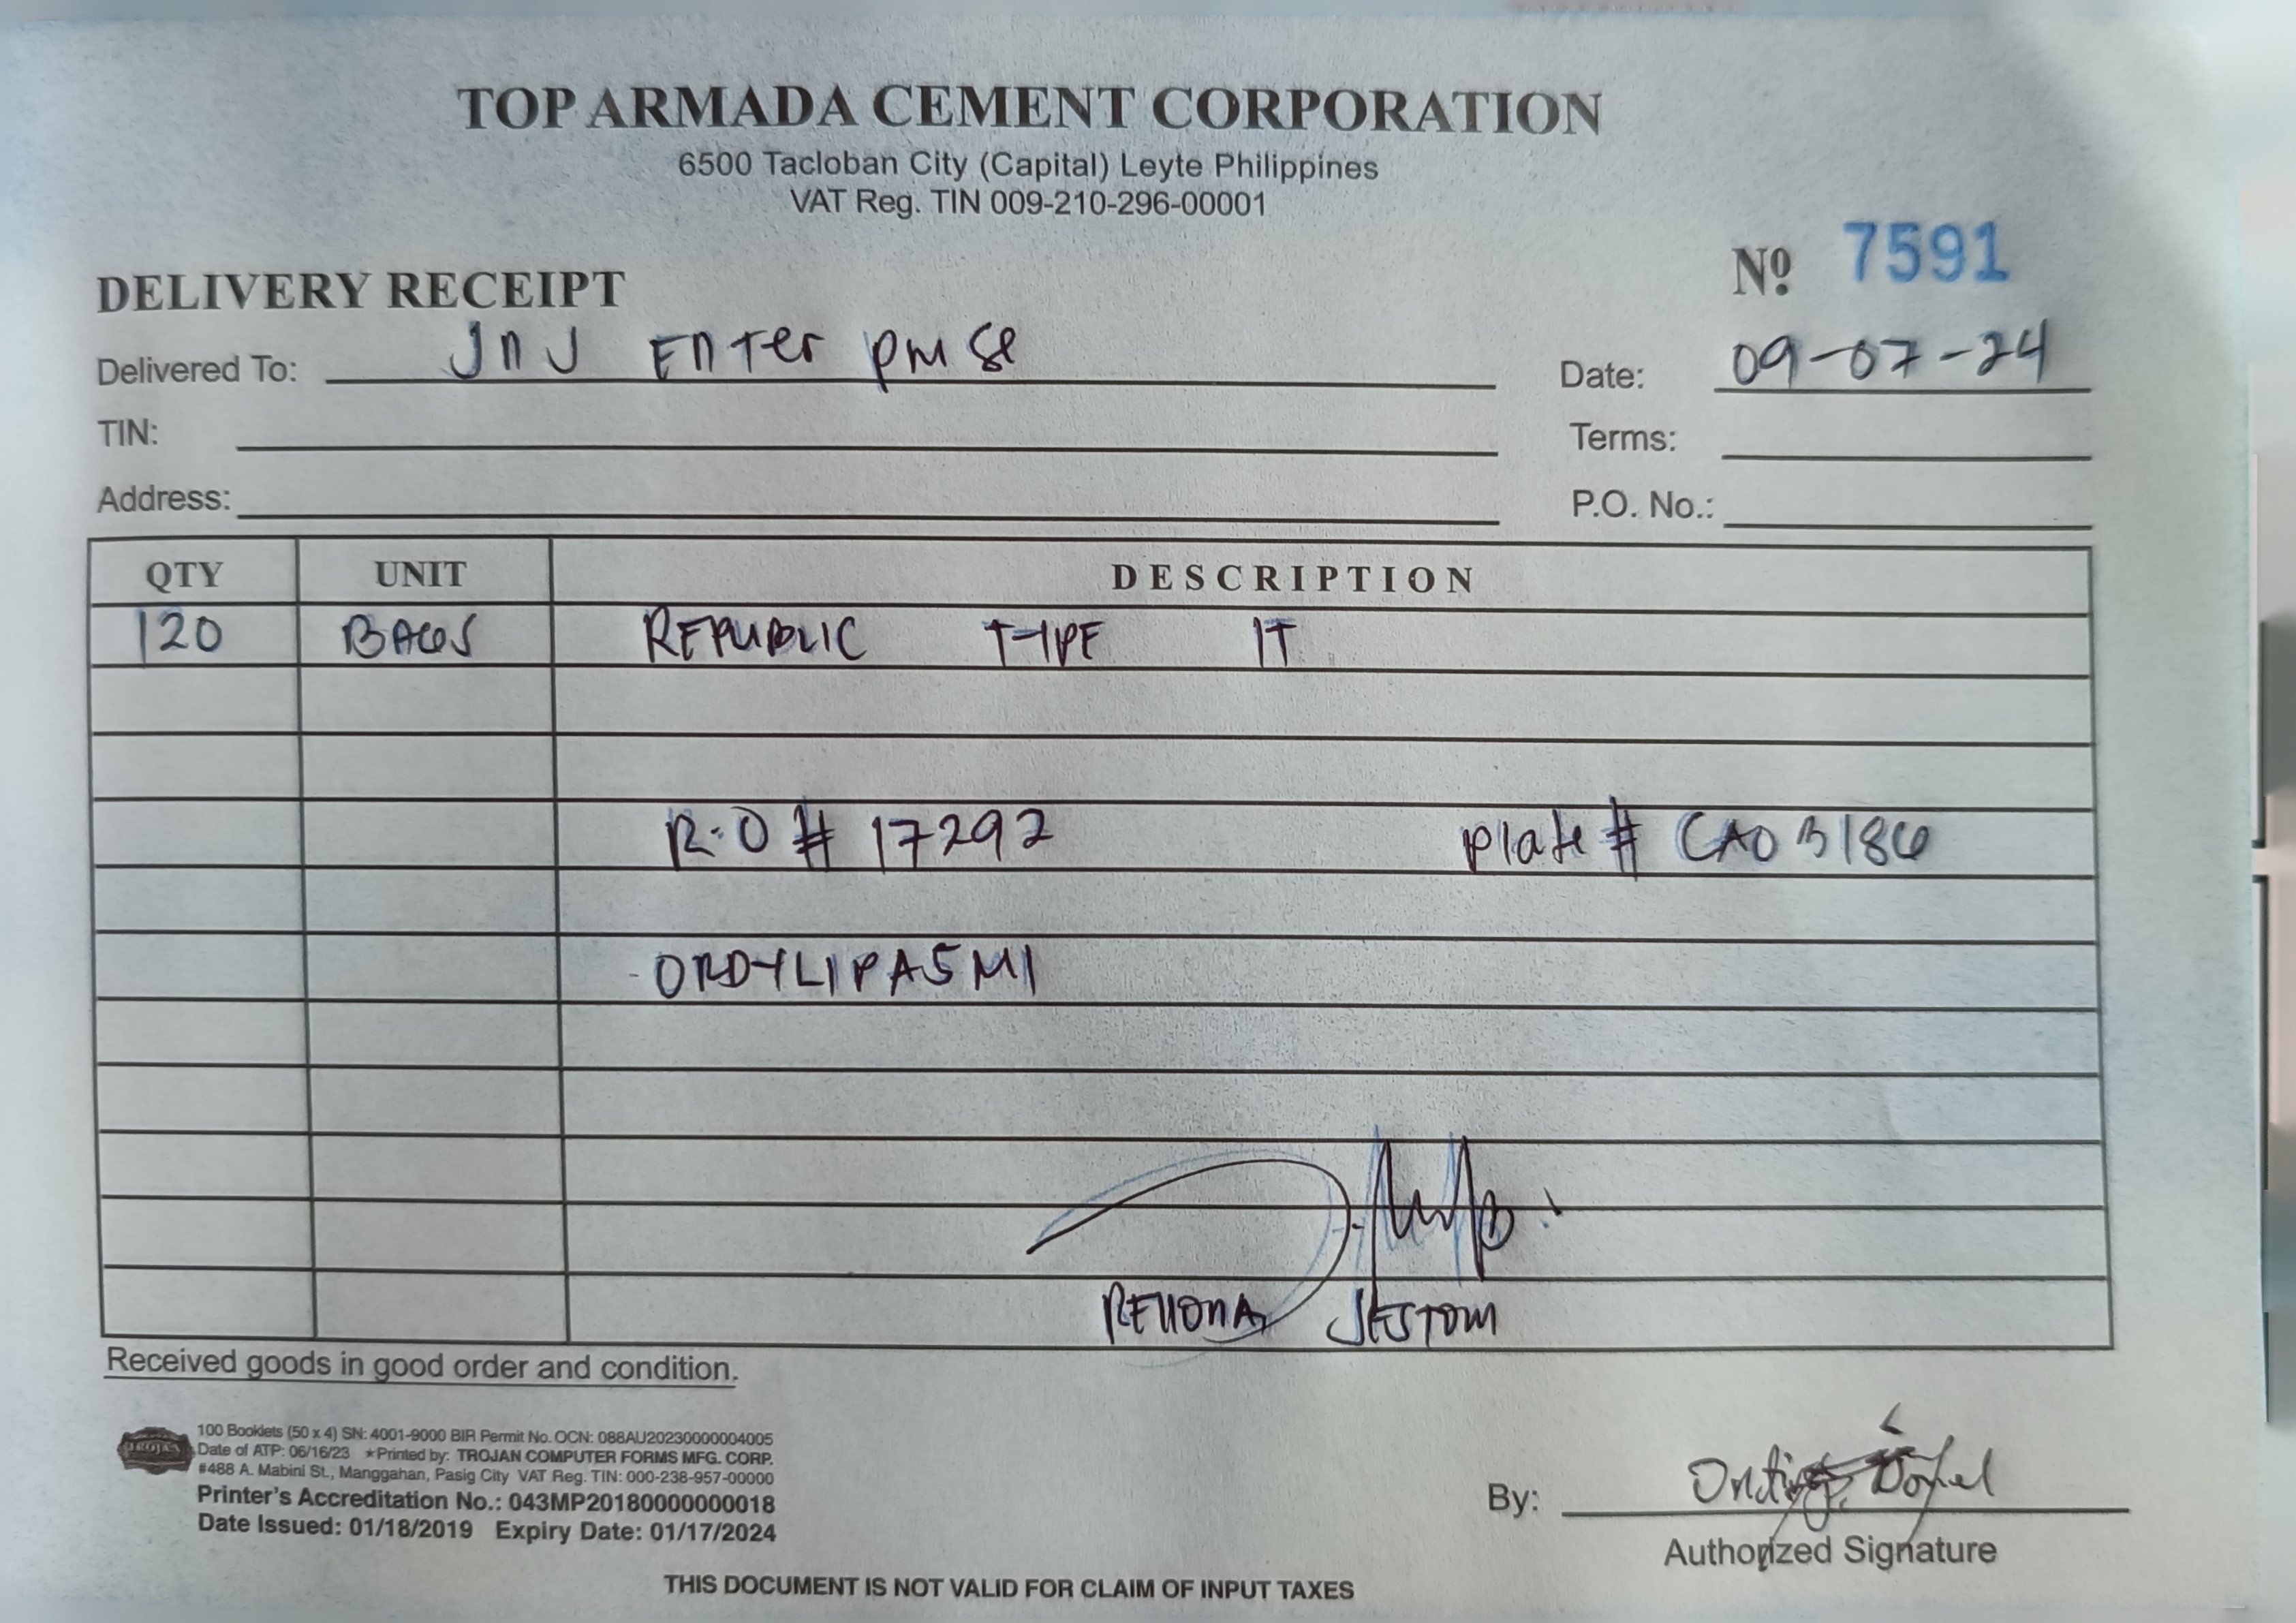 TOP ARMADA CEMENT CORPORATION
6500 Tacloban City (Capital) Leyte Philippines
VAT Reg. TIN 009-210-296-00001
Nº 7591
DELIVERY RECEIPT
Delivered To: JnJ Enterprise
Date: 09-07-24
TIN:
Terms:
Address:
P.O. No.:
QTY UNIT DESCRIPTION
120 BAGS REPUBLIC TYPE 1T
R.O # 17292 Plate # CAO 3186
ORDYLIPA5M1
Received goods in good order and condition.
TROJAN
100 Booklets (50 x 4) SN: 4001-9000 BIR Permit No. OCN: 088AU20230000004005
Date of ATP: 06/16/23 ★Printed by: TROJAN COMPUTER FORMS MFG. CORP.
#488 A. Mabini St., Manggahan, Pasig City VAT Reg. TIN: 000-238-957-00000
Printer's Accreditation No.: 043MP20180000000018
Date Issued: 01/18/2019 Expiry Date: 01/17/2024
By:
Authorized Signature
THIS DOCUMENT IS NOT VALID FOR CLAIM OF INPUT TAXES